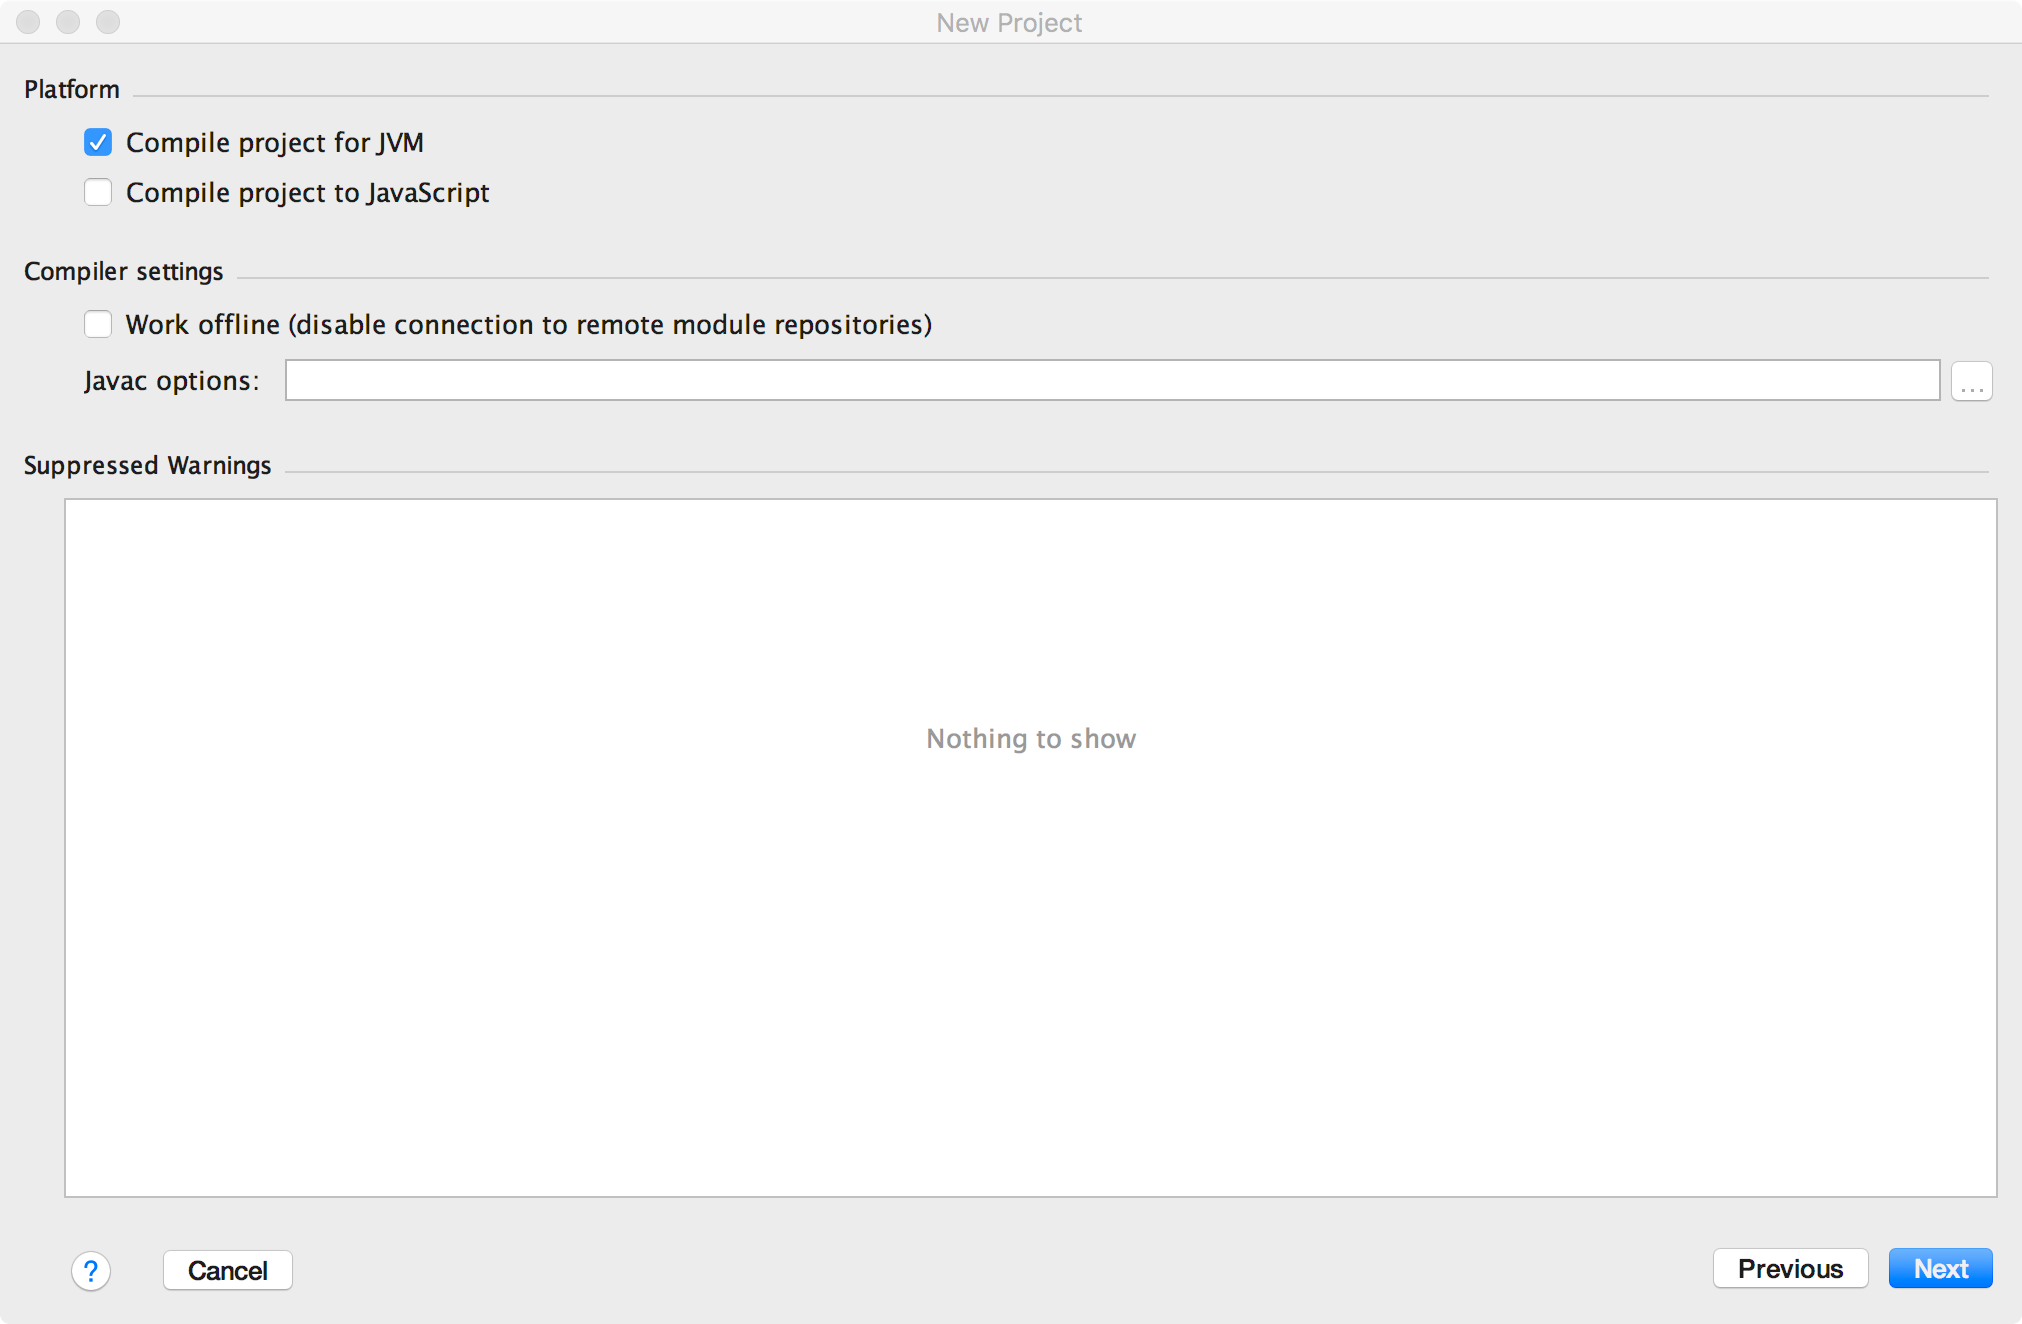 New Project
Platform
Compile project for JVM
Compile project to JavaScript
Compiler settings
Work offline (disable connection to remote module repositories)
Javac options:
...
Suppressed Warnings
Nothing to show
?
Cancel
Previous
Next